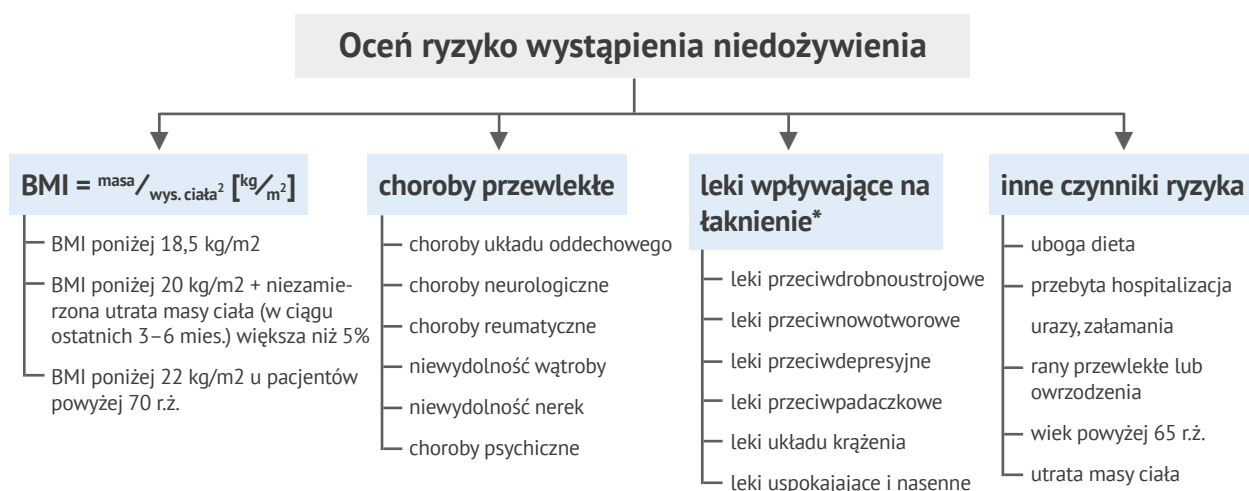 Oceń ryzyko wystąpienia niedożywienia
BMI = masa/wys. ciała² [kg/m²]
BMI poniżej 18,5 kg/m2
BMI poniżej 20 kg/m2 + niezamie-
rzona utrata masy ciała (w ciągu
ostatnich 3–6 mies.) większa niż 5%
BMI poniżej 22 kg/m2 u pacjentów
powyżej 70 r.ż.
choroby przewlekłe
choroby układu oddechowego
choroby neurologiczne
choroby reumatyczne
niewydolność wątroby
niewydolność nerek
choroby psychiczne
leki wpływające na
łaknienie*
leki przeciwdrobnoustrojowe
leki przeciwnowotworowe
leki przeciwdepresyjne
leki przeciwpadaczkowe
leki układu krążenia
leki uspokajające i nasenne
inne czynniki ryzyka
uboga dieta
przebyta hospitalizacja
urazy, załamania
rany przewlekłe lub
owrzodzenia
wiek powyżej 65 r.ż.
utrata masy ciała